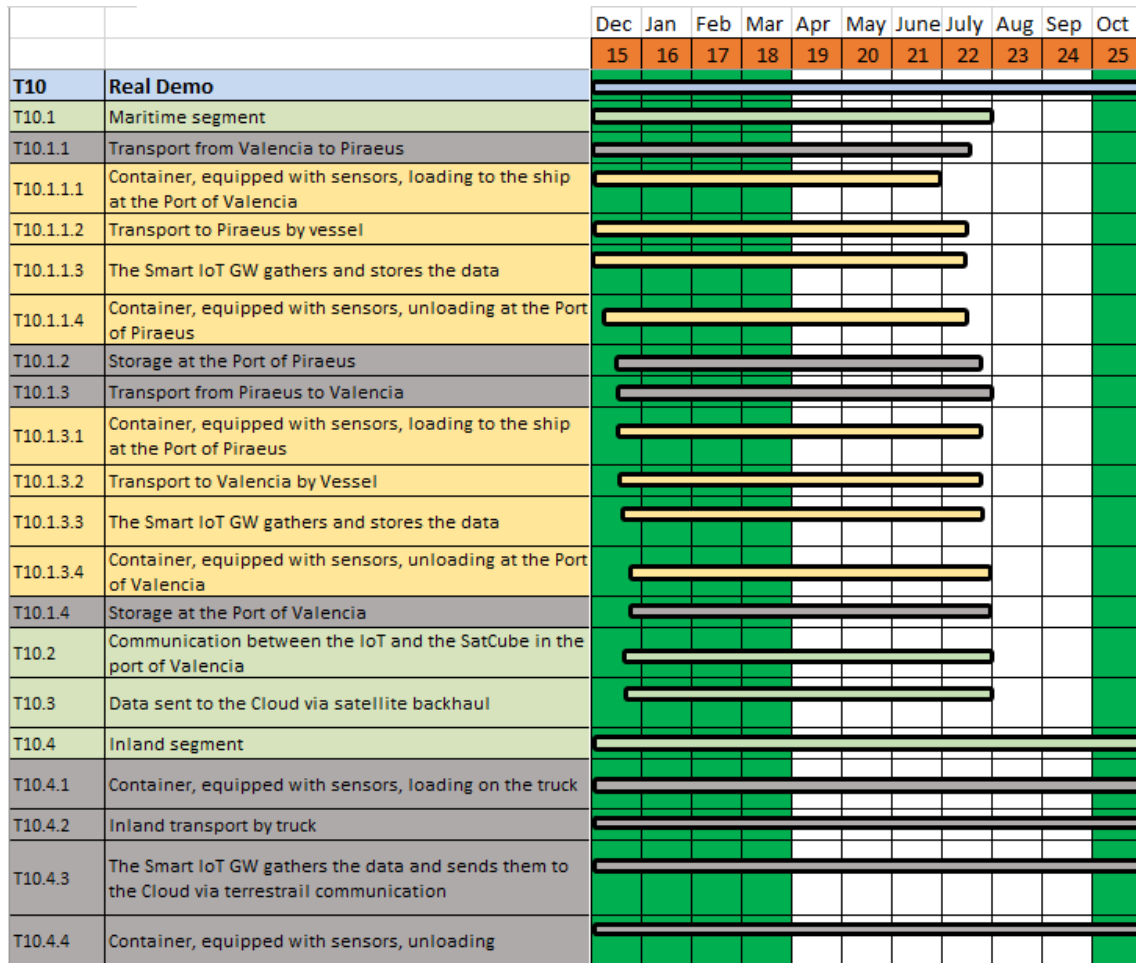 Dec Jan Feb Mar Apr May June July Aug Sep Oct
15 16 17 18 19 20 21 22 23 24 25
T10 Real Demo
T10.1 Maritime segment
T10.1.1 Transport from Valencia to Piraeus
T10.1.1.1 Container, equipped with sensors, loading to the ship
at the Port of Valencia
T10.1.1.2 Transport to Piraeus by vessel
T10.1.1.3 The Smart IoT GW gathers and stores the data
T10.1.1.4 Container, equipped with sensors, unloading at the Port
of Piraeus
T10.1.2 Storage at the Port of Piraeus
T10.1.3 Transport from Piraeus to Valencia
T10.1.3.1 Container, equipped with sensors, loading to the ship
at the Port of Piraeus
T10.1.3.2 Transport to Valencia by Vessel
T10.1.3.3 The Smart IoT GW gathers and stores the data
T10.1.3.4 Container, equipped with sensors, unloading at the Port
of Valencia
T10.1.4 Storage at the Port of Valencia
T10.2 Communication between the IoT and the SatCube in the
port of Valencia
T10.3 Data sent to the Cloud via satellite backhaul
T10.4 Inland segment
T10.4.1 Container, equipped with sensors, loading on the truck
T10.4.2 Inland transport by truck
T10.4.3 The Smart IoT GW gathers the data and sends them to
the Cloud via terrestrail communication
T10.4.4 Container, equipped with sensors, unloading